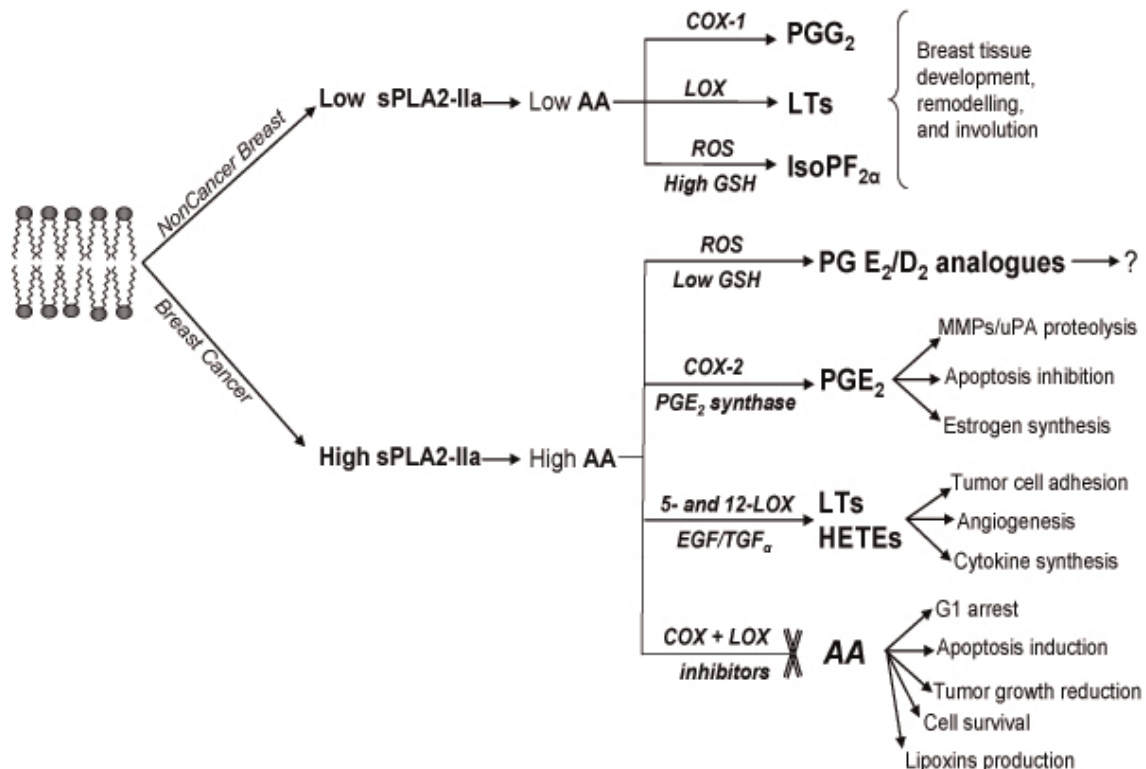 NonCancer Breast
Low sPLA2-IIa
Low AA
COX-1
PGG₂
LOX
LTs
ROS
High GSH
IsoPF₂α
Breast tissue
development,
remodelling,
and involution
Breast Cancer
High sPLA2-IIa
High AA
ROS
Low GSH
PG E₂/D₂ analogues
?
COX-2
PGE₂ synthase
PGE₂
MMPs/uPA proteolysis
Apoptosis inhibition
Estrogen synthesis
5- and 12-LOX
EGF/TGFα
LTs
HETEs
Tumor cell adhesion
Angiogenesis
Cytokine synthesis
COX + LOX
inhibitors
AA
G1 arrest
Apoptosis induction
Tumor growth reduction
Cell survival
Lipoxins production